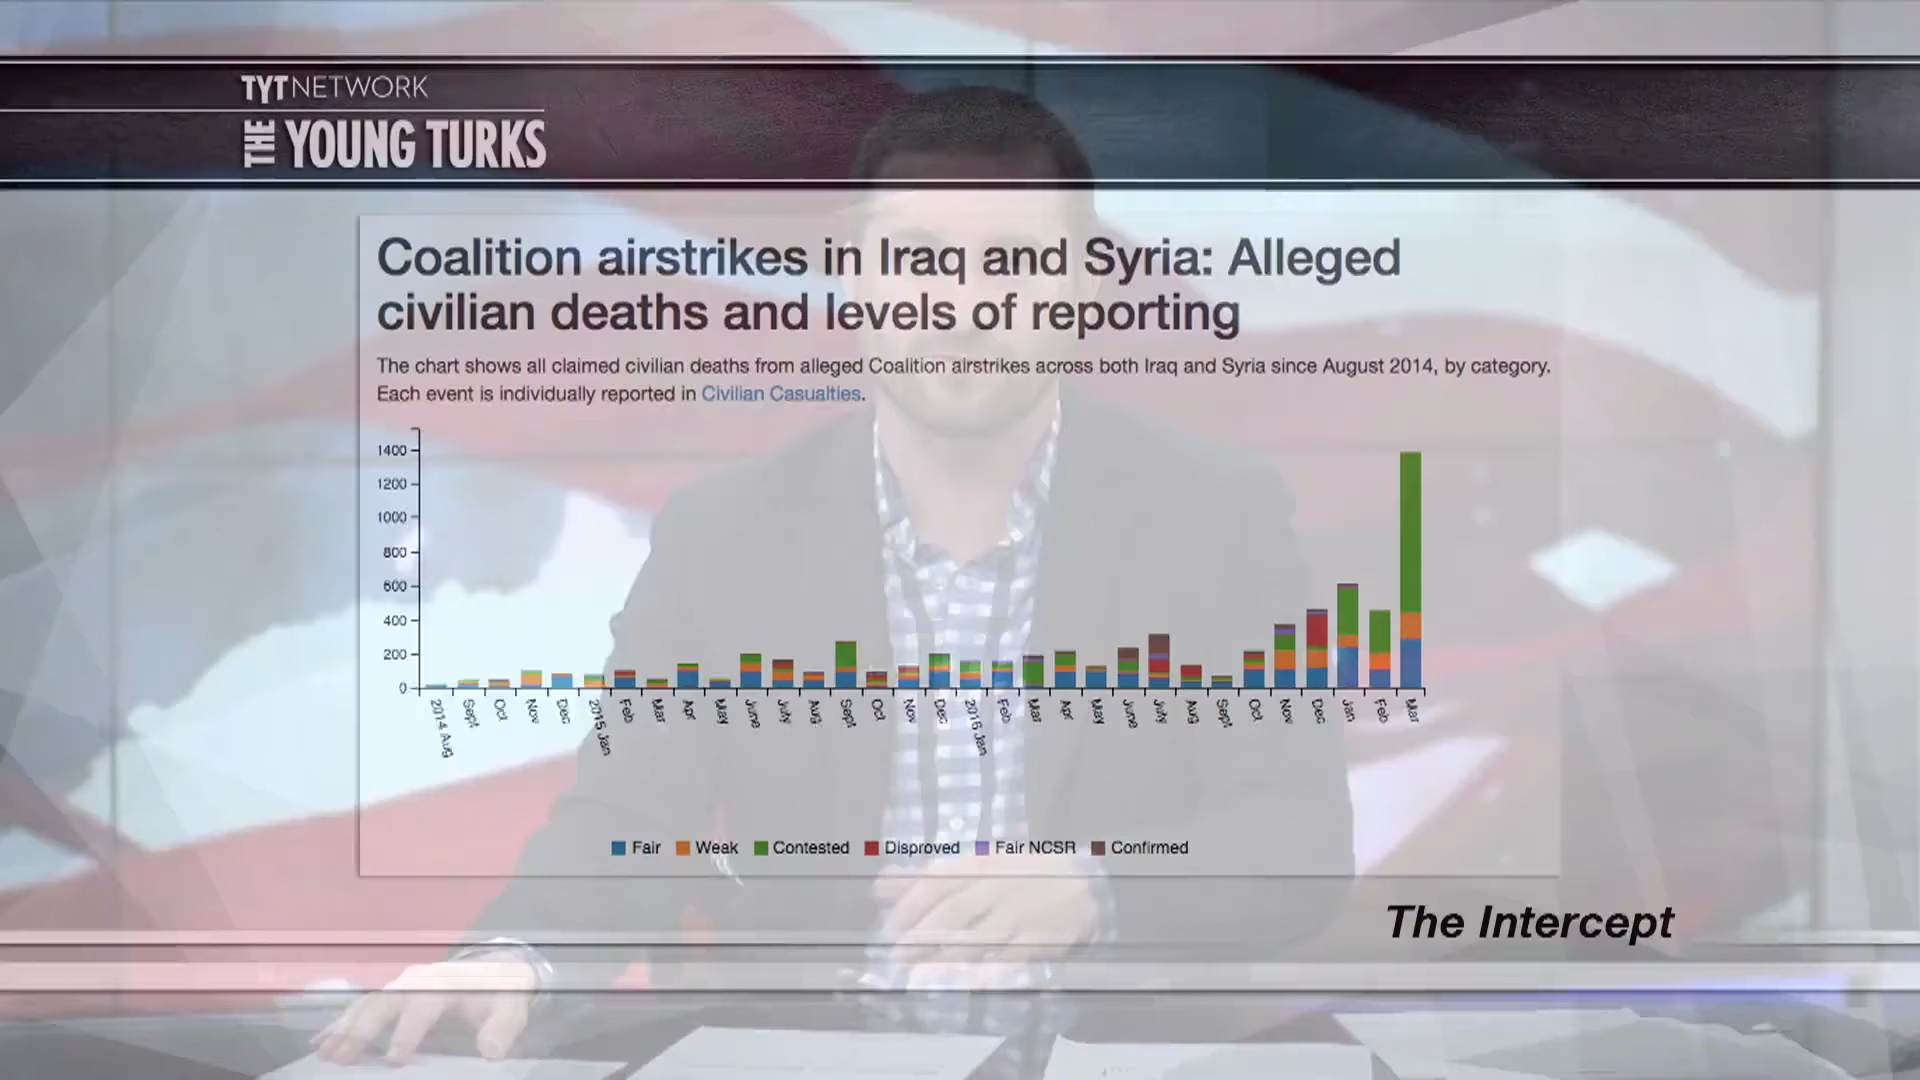 TYT NETWORK
THE YOUNG TURKS
Coalition airstrikes in Iraq and Syria: Alleged
civilian deaths and levels of reporting
The chart shows all claimed civilian deaths from alleged Coalition airstrikes across both Iraq and Syria since August 2014, by category.
Each event is individually reported in Civilian Casualties.
1400
1200
1000
800
600
400
200
0
2014 Aug Sept Oct Nov Dec 2015 Jan Feb Mar Apr May June July Aug Sept Oct Nov Dec 2016 Jan Feb Mar Apr May June July Aug Sept Oct Nov Dec Jan Feb Mar
Fair Weak Contested Disproved Fair NCSR Confirmed
The Intercept